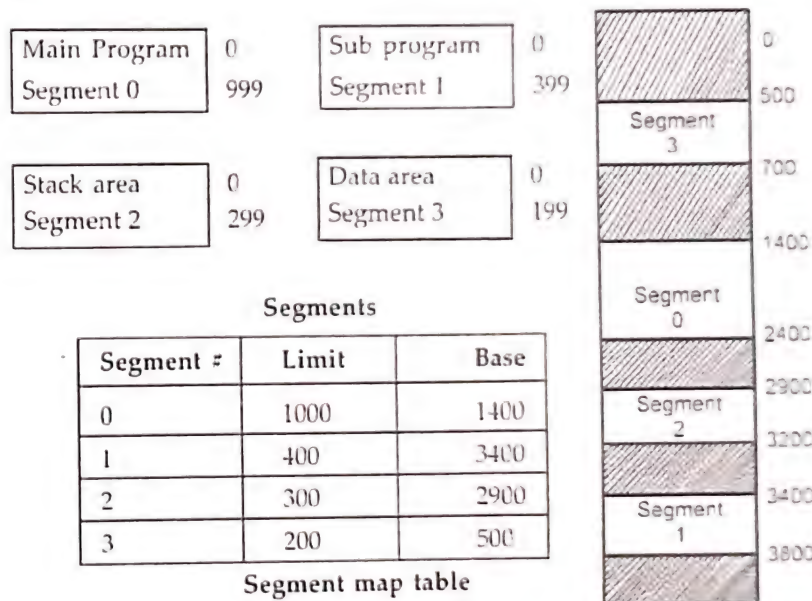 Main Program 0
Segment 0 999
Sub program 0
Segment 1 399
Stack area 0
Segment 2 299
Data area 0
Segment 3 199
Segments
Segment # Limit Base
0 1000 1400
1 400 3400
2 300 2900
3 200 500
Segment map table
0
500
Segment
3
700
1400
Segment
0
2400
2900
Segment
2
3200
3400
Segment
1
3800